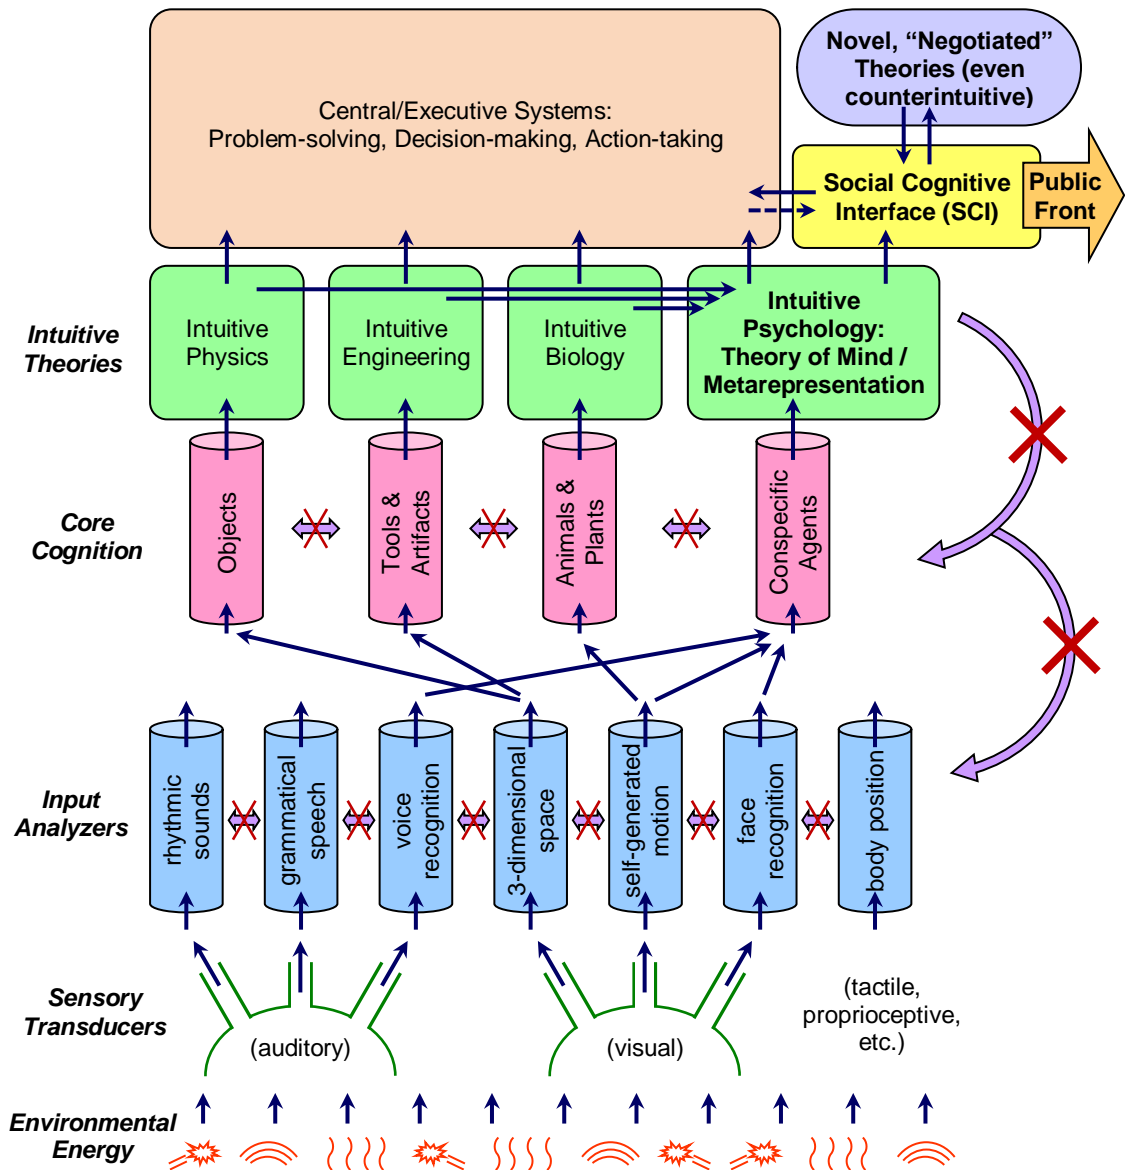 Central/Executive Systems:
Problem-solving, Decision-making, Action-taking
Novel, “Negotiated”
Theories (even
counterintuitive)
Social Cognitive
Interface (SCI)
Public
Front
Intuitive
Theories
Intuitive
Physics
Intuitive
Engineering
Intuitive
Biology
Intuitive
Psychology:
Theory of Mind /
Metarepresentation
Core
Cognition
Objects
Tools &
Artifacts
Animals &
Plants
Conspecific
Agents
Input
Analyzers
rhythmic
sounds
grammatical
speech
voice
recognition
3-dimensional
space
self-generated
motion
face
recognition
body position
Sensory
Transducers
(auditory)
(visual)
(tactile,
proprioceptive,
etc.)
Environmental
Energy